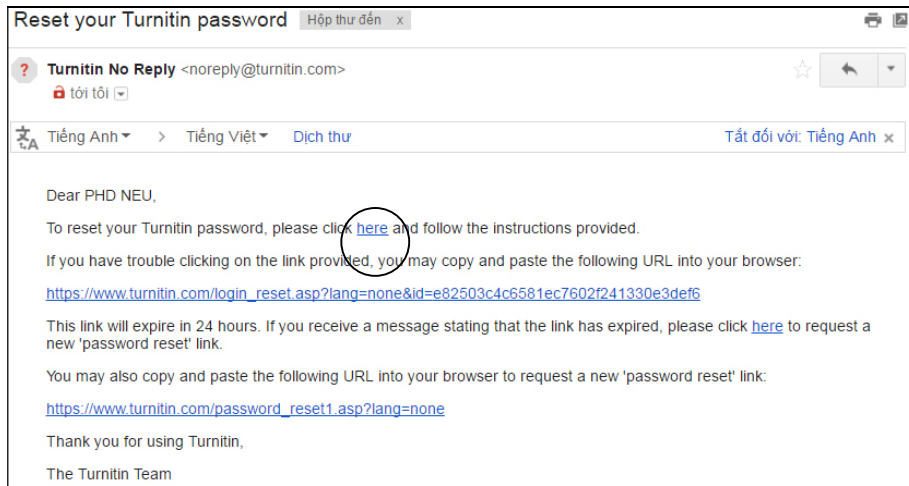 Reset your Turnitin password Hộp thư đến x
? Turnitin No Reply <noreply@turnitin.com>
tới tôi
Tiếng Anh > Tiếng Việt Dịch thư Tắt đối với: Tiếng Anh x
Dear PHD NEU,
To reset your Turnitin password, please click here and follow the instructions provided.
If you have trouble clicking on the link provided, you may copy and paste the following URL into your browser:
https://www.turnitin.com/login_reset.asp?lang=none&id=e82503c4c6581ec7602f241330e3def6
This link will expire in 24 hours. If you receive a message stating that the link has expired, please click here to request a
new 'password reset' link.
You may also copy and paste the following URL into your browser to request a new 'password reset' link:
https://www.turnitin.com/password_reset1.asp?lang=none
Thank you for using Turnitin,
The Turnitin Team